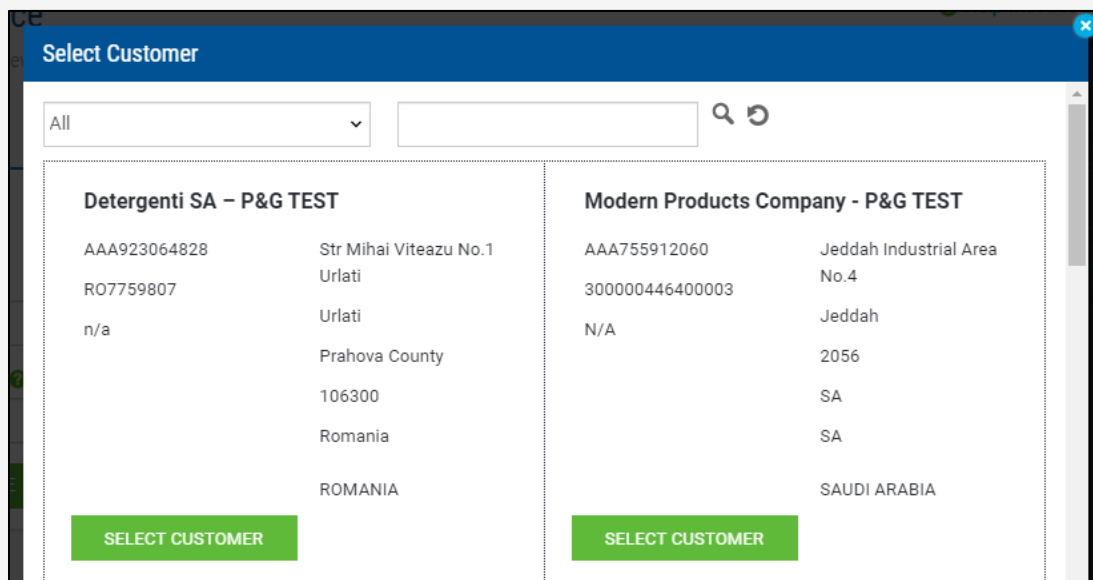 ce
Select Customer
All
Detergenti SA – P&G TEST
AAA923064828
RO7759807
n/a
Str Mihai Viteazu No.1
Urlati
Urlati
Prahova County
106300
Romania
ROMANIA
SELECT CUSTOMER
Modern Products Company - P&G TEST
AAA755912060
300000446400003
N/A
Jeddah Industrial Area
No.4
Jeddah
2056
SA
SA
SAUDI ARABIA
SELECT CUSTOMER